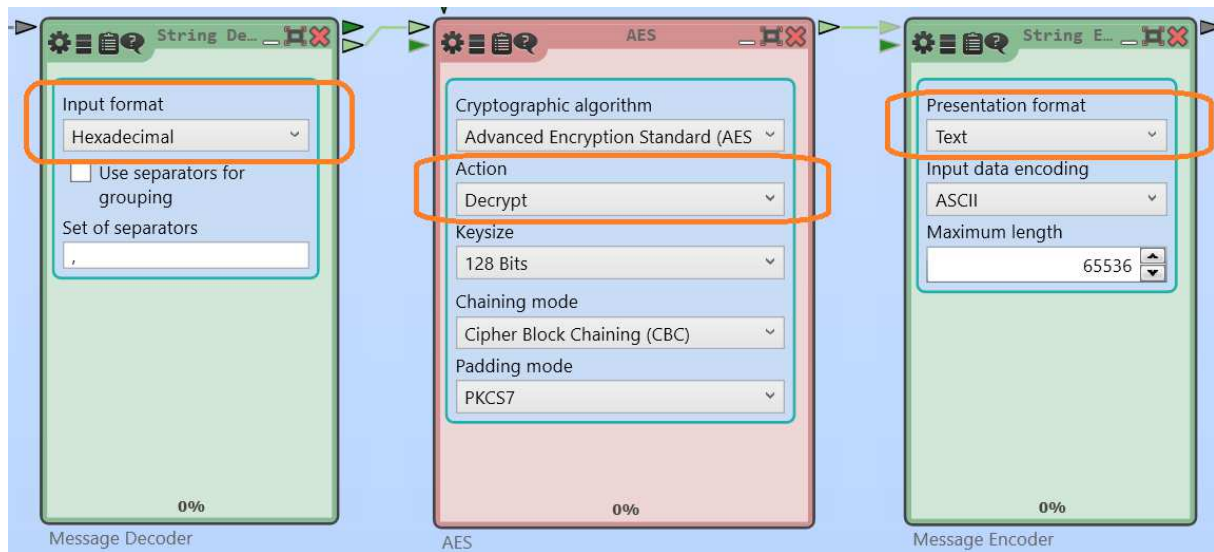 String De…
Input format
Hexadecimal
Use separators for
grouping
Set of separators
,
0%
Message Decoder
AES
Cryptographic algorithm
Advanced Encryption Standard (AES
Action
Decrypt
Keysize
128 Bits
Chaining mode
Cipher Block Chaining (CBC)
Padding mode
PKCS7
0%
AES
String E…
Presentation format
Text
Input data encoding
ASCII
Maximum length
65536
0%
Message Encoder